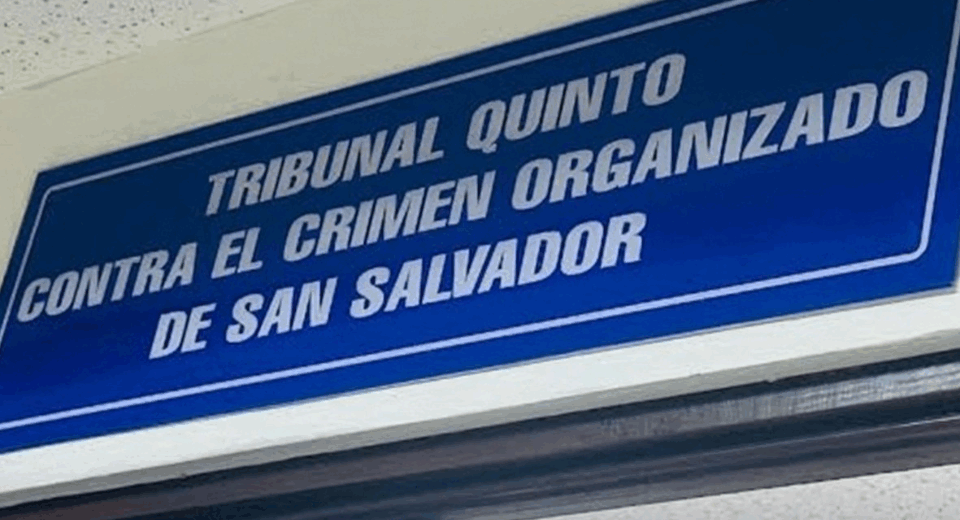 TRIBUNAL QUINTO
CONTRA EL CRIMEN ORGANIZADO
DE SAN SALVADOR